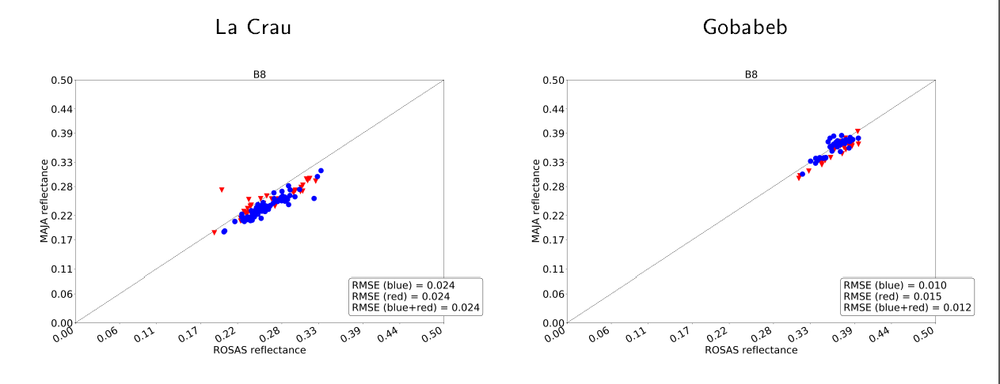 La Crau
B8
0.50
0.44
0.39
0.33
0.28
0.22
0.17
0.11
0.06
0.00
MAJA reflectance
RMSE (blue) = 0.024
RMSE (red) = 0.024
RMSE (blue+red) = 0.024
0.00 0.06 0.11 0.17 0.22 0.28 0.33 0.39 0.44 0.50
ROSAS reflectance
Gobabeb
B8
0.50
0.44
0.39
0.33
0.28
0.22
0.17
0.11
0.06
0.00
MAJA reflectance
RMSE (blue) = 0.010
RMSE (red) = 0.015
RMSE (blue+red) = 0.012
0.00 0.06 0.11 0.17 0.22 0.28 0.33 0.39 0.44 0.50
ROSAS reflectance